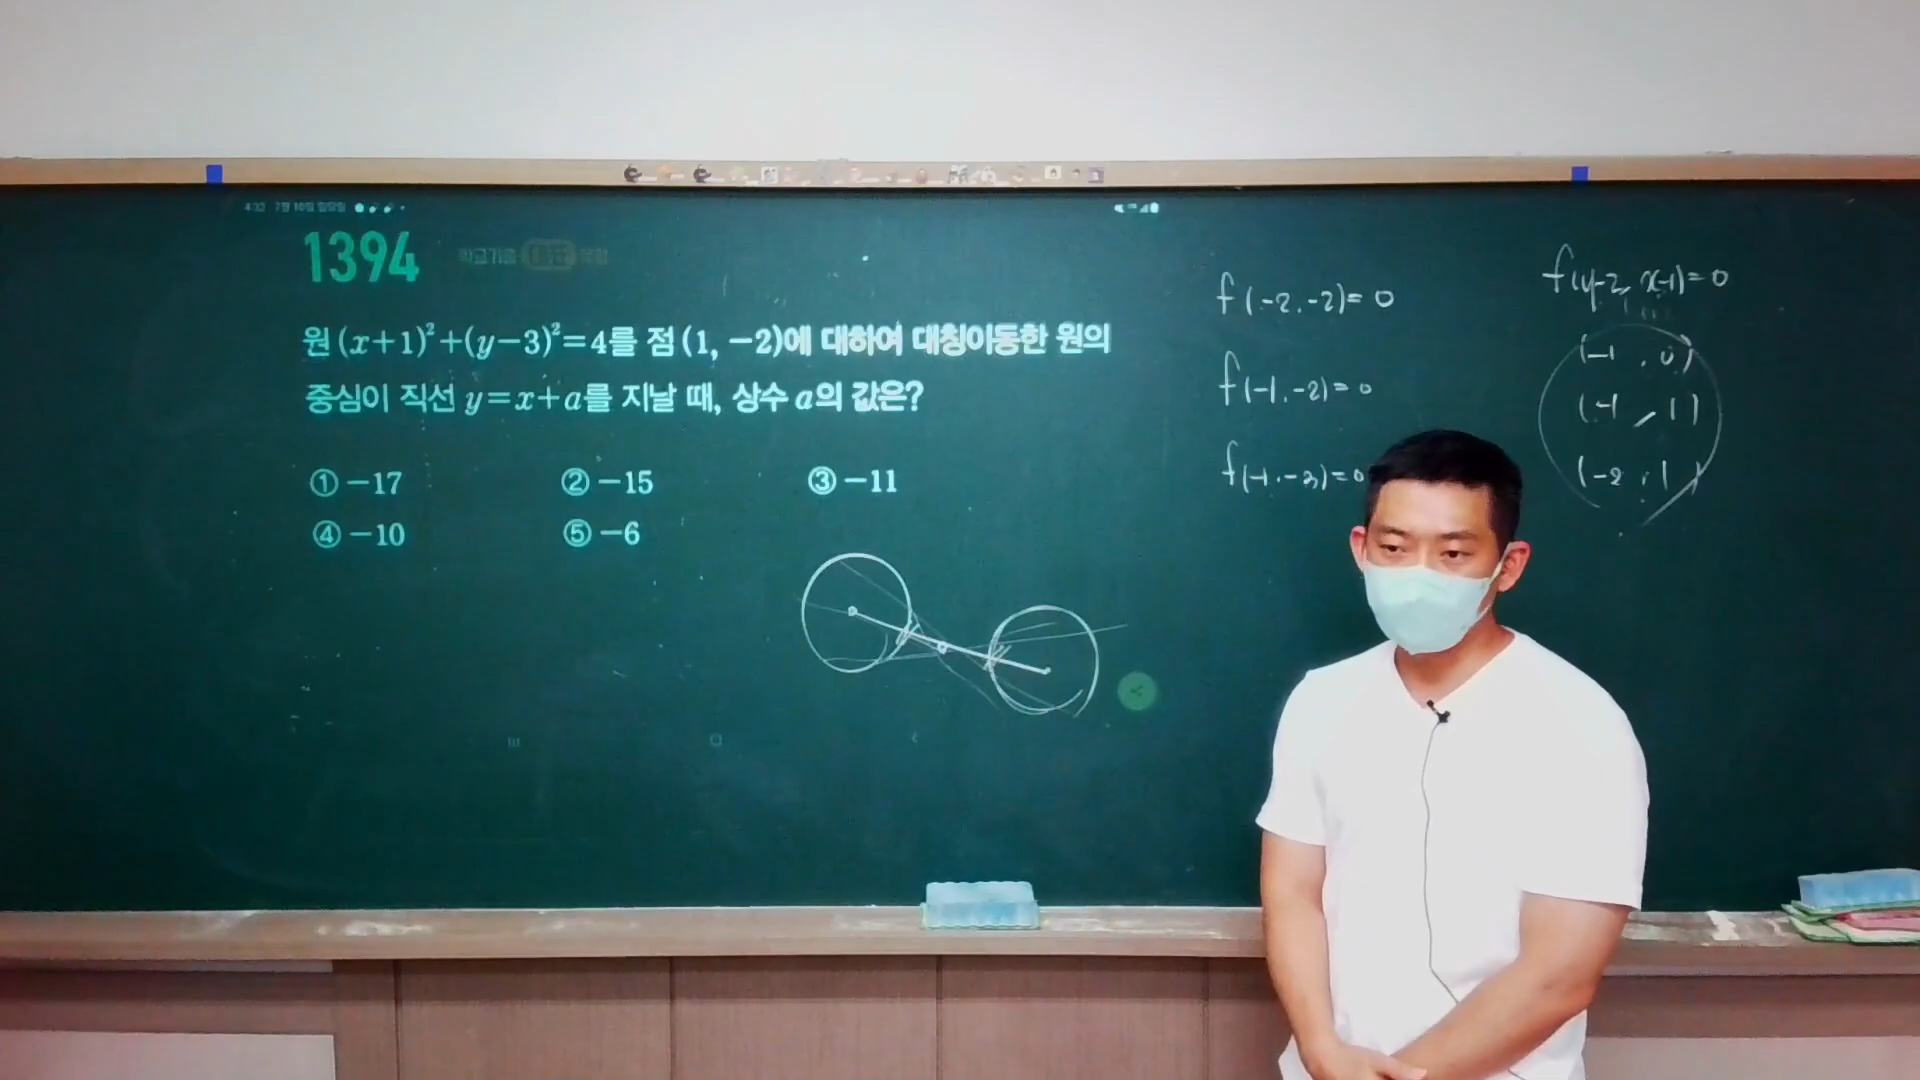 1394
원 (x+1)²+(y−3)²=4를 점 (1, −2)에 대하여 대칭이동한 원의
중심이 직선 y=x+a를 지날 때, 상수 a의 값은?
① −17 ② −15 ③ −11
④ −10 ⑤ −6
f(-2, -2)=0
f(-1, -2)=0
f(y-2, x-1)=0
(-1, 0)
(-1, 1)
(-2, 1)